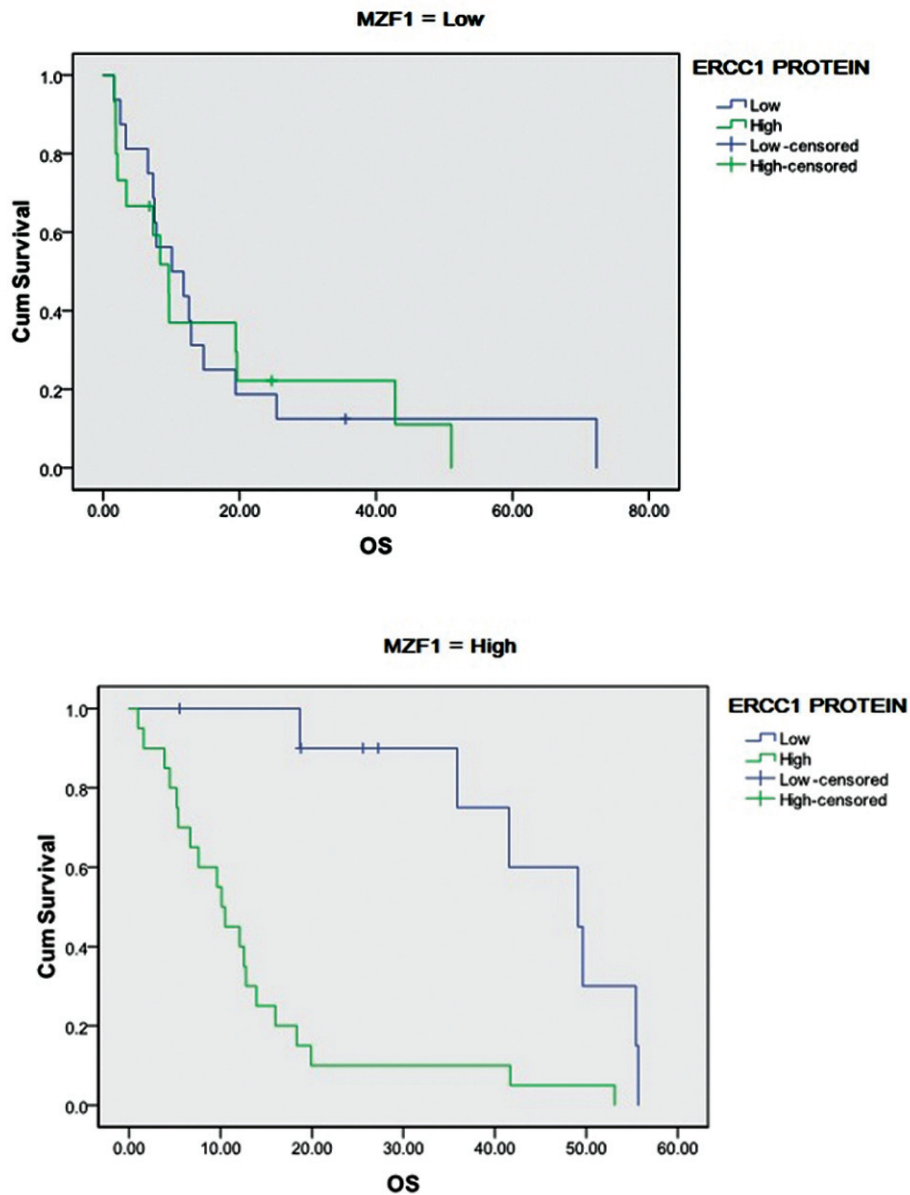 MZF1 = Low
ERCC1 PROTEIN
Low
High
Low-censored
High-censored
Cum Survival
1.0
0.8
0.6
0.4
0.2
0.0
0.00 20.00 40.00 60.00 80.00
OS
MZF1 = High
ERCC1 PROTEIN
Low
High
Low-censored
High-censored
Cum Survival
1.0
0.8
0.6
0.4
0.2
0.0
0.00 10.00 20.00 30.00 40.00 50.00 60.00
OS